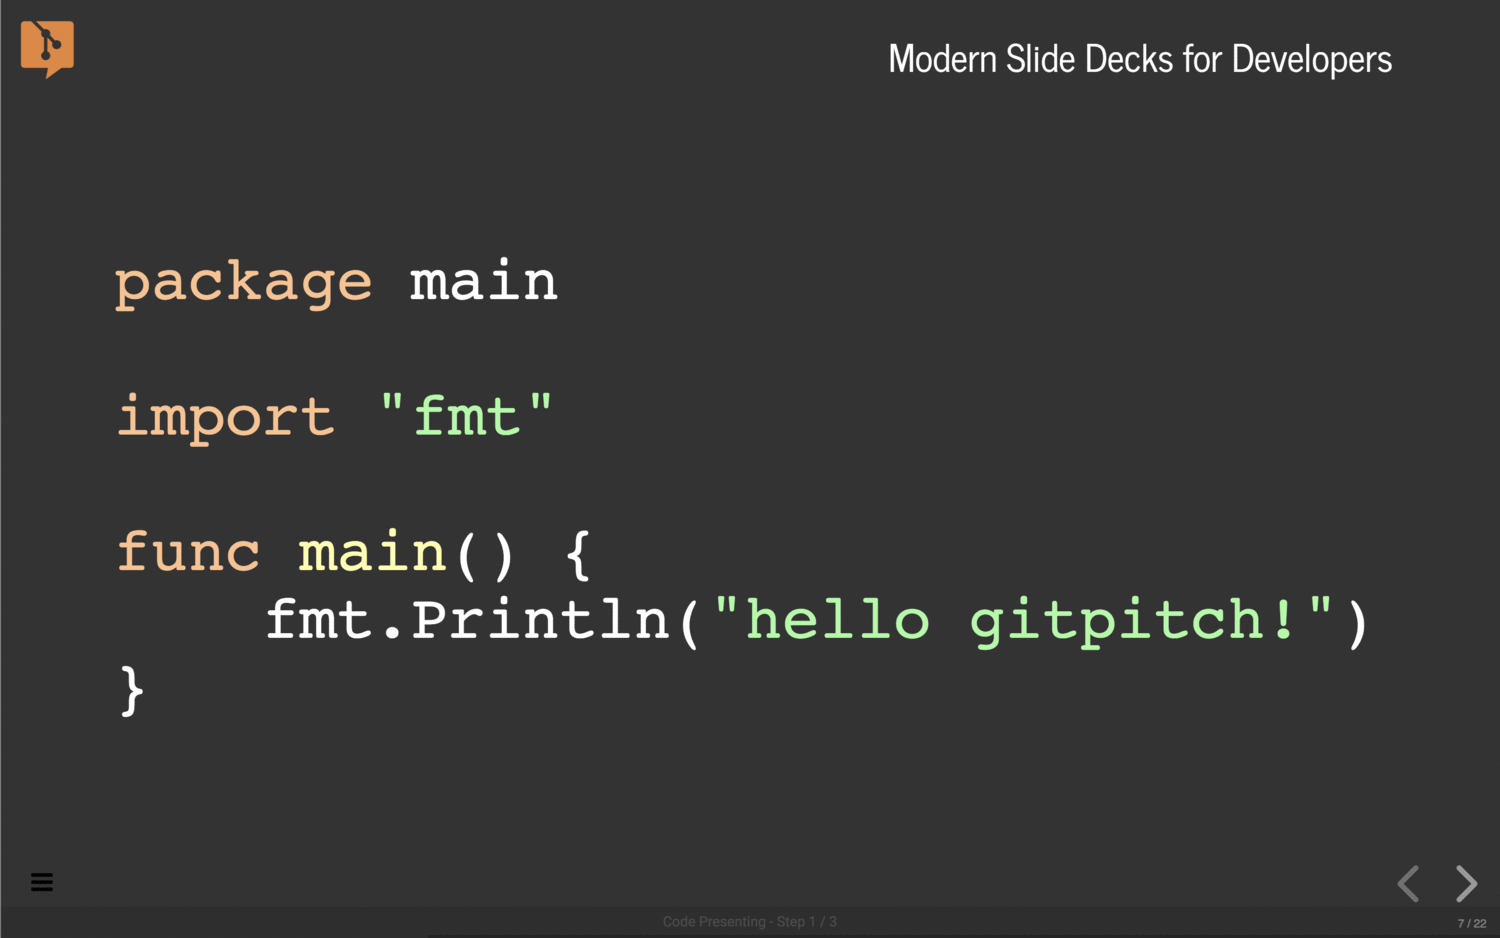 Modern Slide Decks for Developers
package main
import "fmt"
func main() {
    fmt.Println("hello gitpitch!")
}
Code Presenting - Step 1 / 3
7 / 22